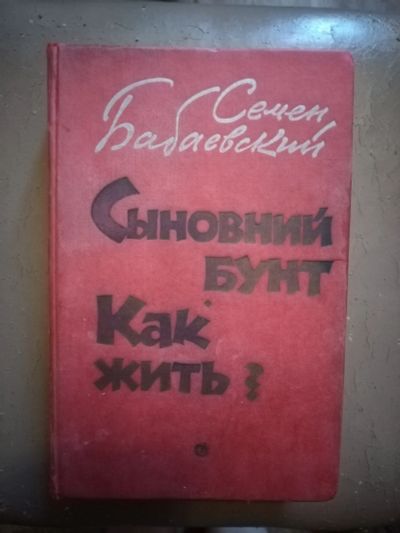 Семен
Бабаевский
Сыновний
бунт
Как
жить?